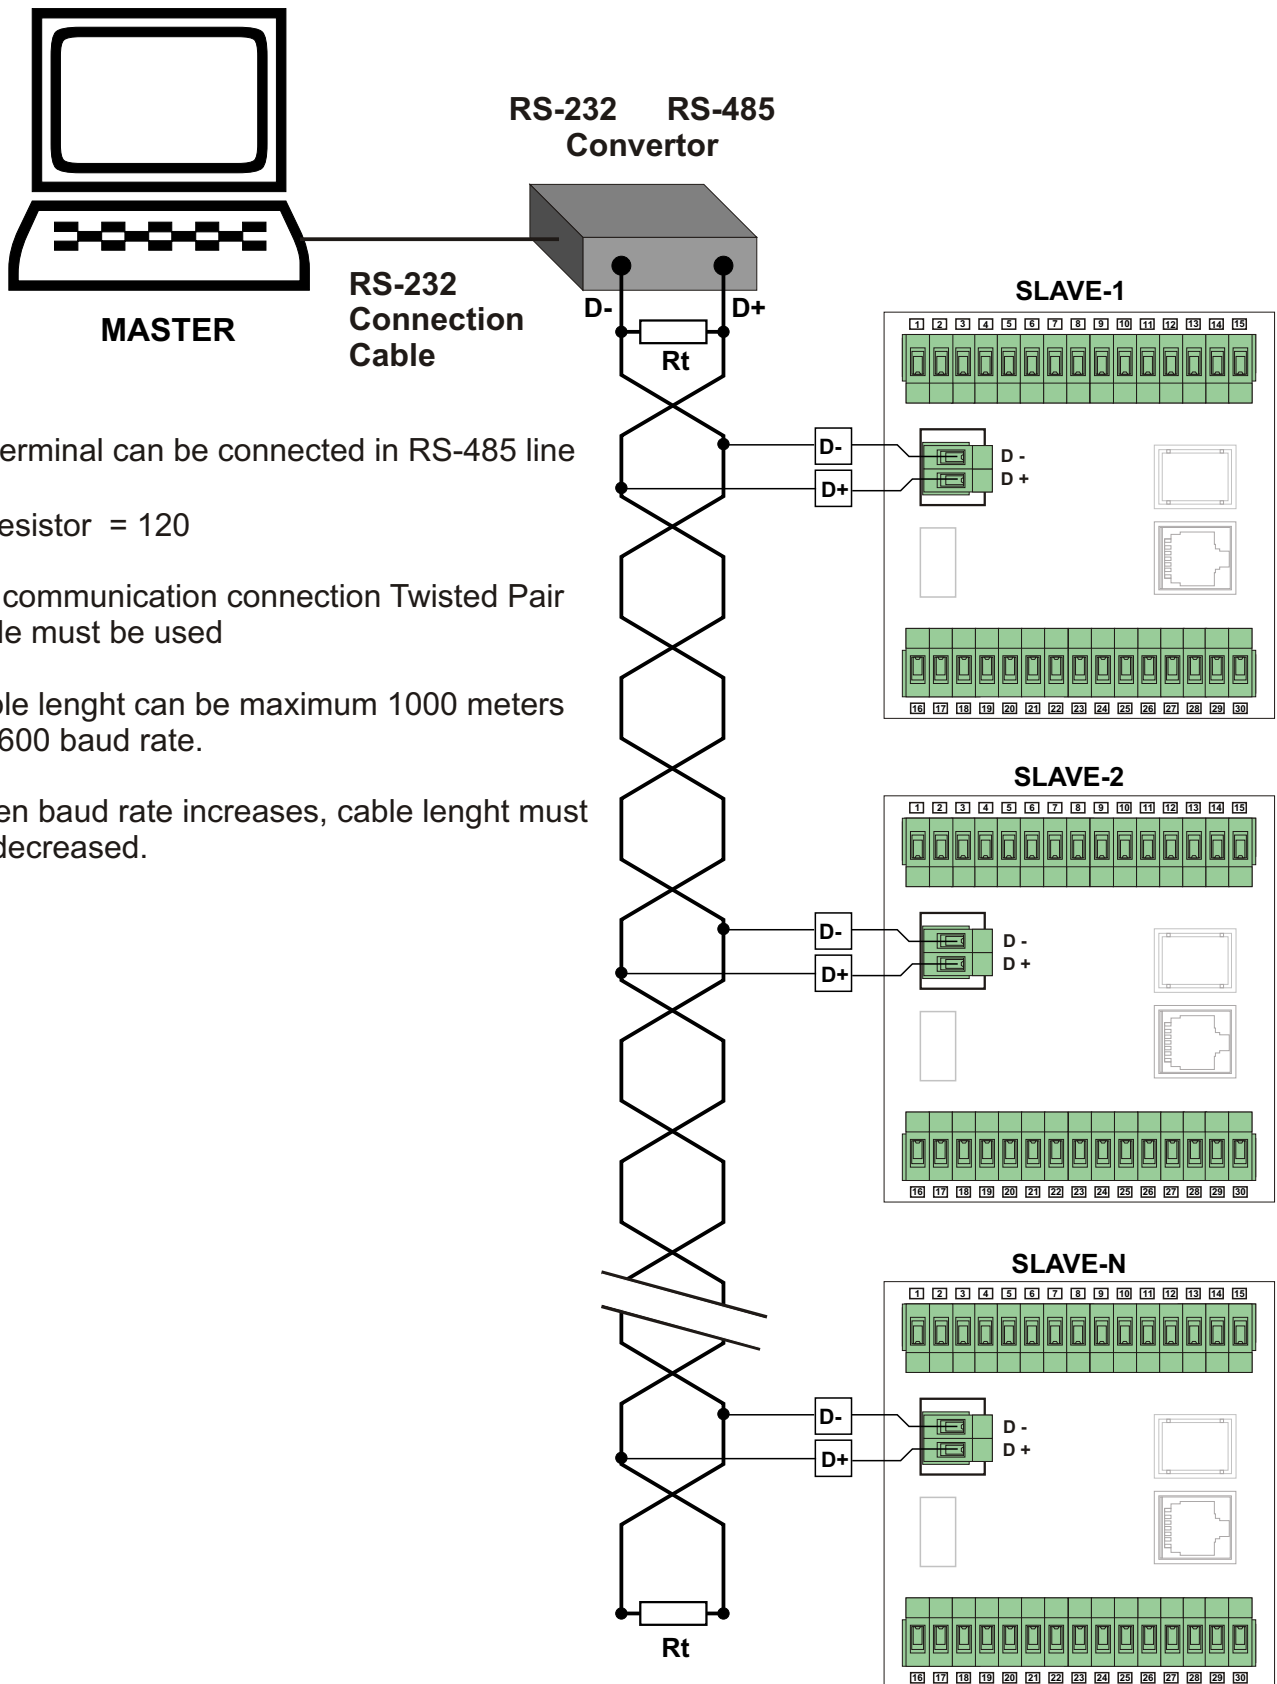 RS-232 RS-485
Convertor
MASTER
RS-232
Connection
Cable
D-
D+
Rt
erminal can be connected in RS-485 line
esistor = 120
communication connection Twisted Pair
le must be used
ble lenght can be maximum 1000 meters
600 baud rate.
en baud rate increases, cable lenght must
decreased.
SLAVE-1
1 2 3 4 5 6 7 8 9 10 11 12 13 14 15
D-
D+
D -
D +
16 17 18 19 20 21 22 23 24 25 26 27 28 29 30
SLAVE-2
1 2 3 4 5 6 7 8 9 10 11 12 13 14 15
D-
D+
D -
D +
16 17 18 19 20 21 22 23 24 25 26 27 28 29 30
SLAVE-N
1 2 3 4 5 6 7 8 9 10 11 12 13 14 15
D-
D+
D -
D +
16 17 18 19 20 21 22 23 24 25 26 27 28 29 30
Rt